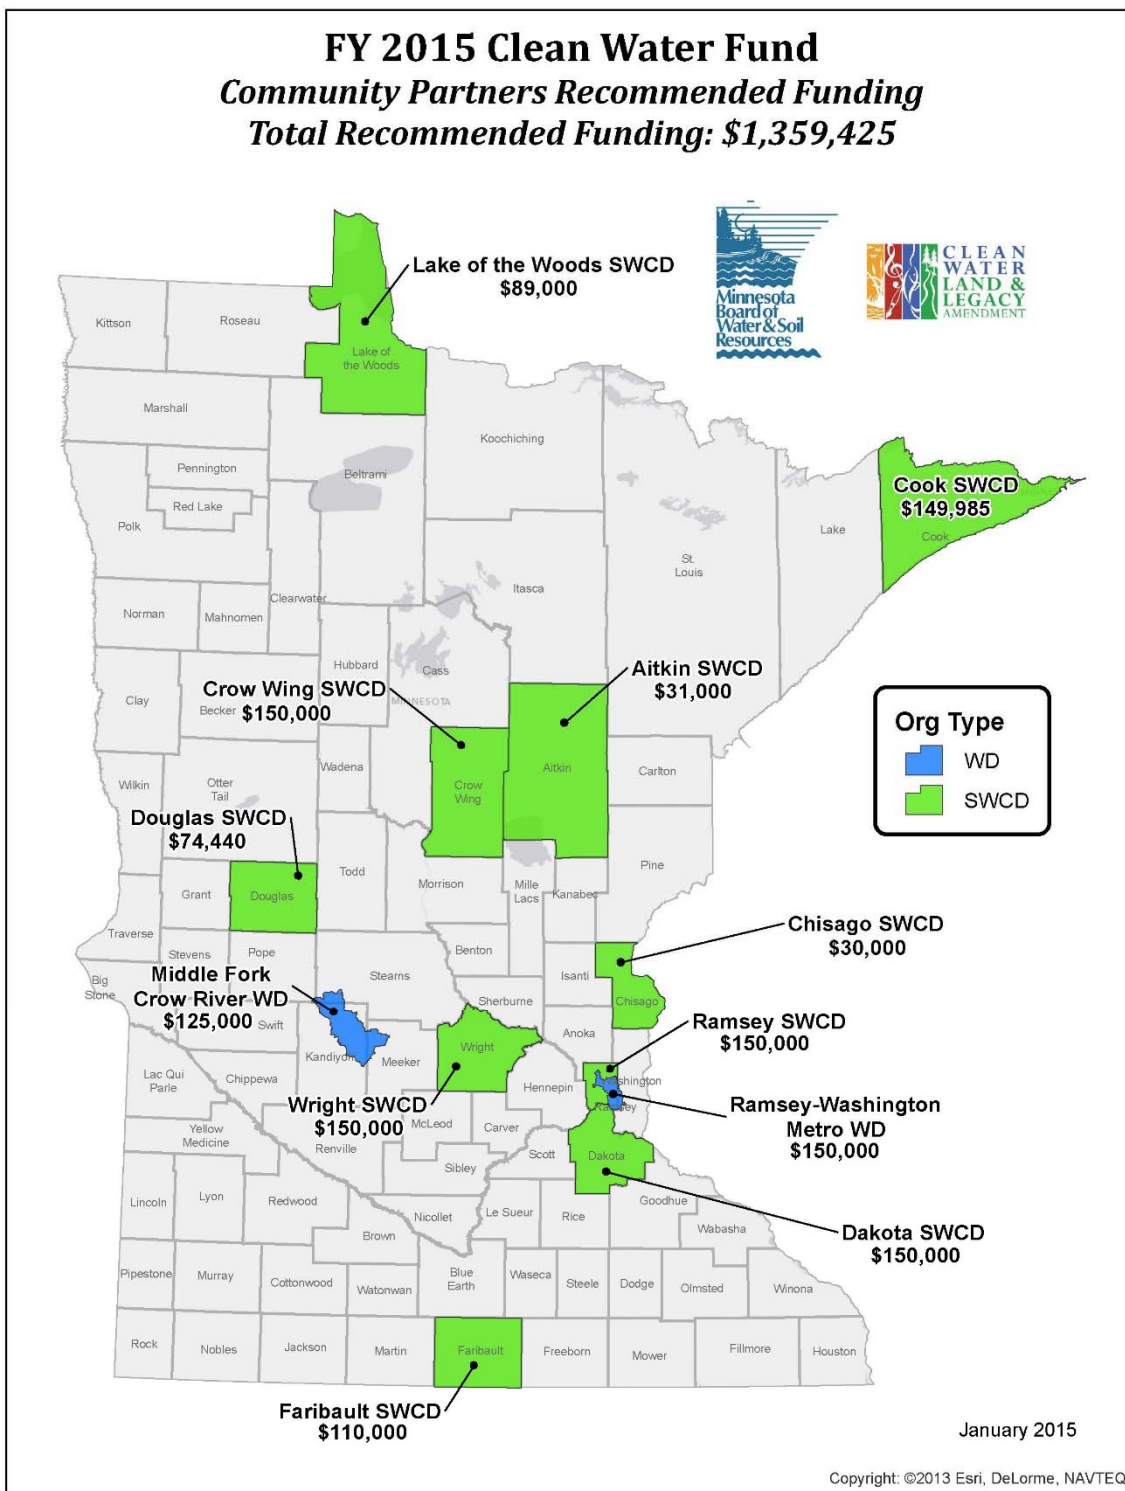 FY 2015 Clean Water Fund
Community Partners Recommended Funding
Total Recommended Funding: $1,359,425
Minnesota
Board of
Water & Soil
Resources
CLEAN
WATER
LAND &
LEGACY
AMENDMENT
Lake of the Woods SWCD
$89,000
Kittson
Roseau
Lake of
the Woods
Marshall
Koochiching
Pennington
Beltrami
Red Lake
Polk
Cook SWCD
$149,985
Cook
Lake
St.
Louis
Itasca
Clearwater
Norman
Mahnomen
Hubbard
Cass
MINNESOTA
Clay
Becker
Crow Wing SWCD
$150,000
Aitkin SWCD
$31,000
Org Type
WD
SWCD
Wilkin
Otter
Tail
Wadena
Crow
Wing
Aitkin
Carlton
Douglas SWCD
$74,440
Grant
Douglas
Todd
Morrison
Mille
Lacs
Kanabec
Pine
Traverse
Stevens
Pope
Stearns
Benton
Isanti
Chisago SWCD
$30,000
Chisago
Big
Stone
Middle Fork
Crow River WD
$125,000
Swift
Kandiyohi
Meeker
Sherburne
Wright
Anoka
Ramsey SWCD
$150,000
Lac Qui
Parle
Chippewa
Wright SWCD
$150,000
Hennepin
Washington
Ramsey
Ramsey-Washington
Metro WD
$150,000
Yellow
Medicine
Renville
McLeod
Carver
Scott
Dakota
Sibley
Lincoln
Lyon
Redwood
Nicollet
Le Sueur
Rice
Goodhue
Wabasha
Dakota SWCD
$150,000
Brown
Pipestone
Murray
Cottonwood
Watonwan
Blue
Earth
Waseca
Steele
Dodge
Olmsted
Winona
Rock
Nobles
Jackson
Martin
Faribault
Freeborn
Mower
Fillmore
Houston
Faribault SWCD
$110,000
January 2015
Copyright: ©2013 Esri, DeLorme, NAVTEQ